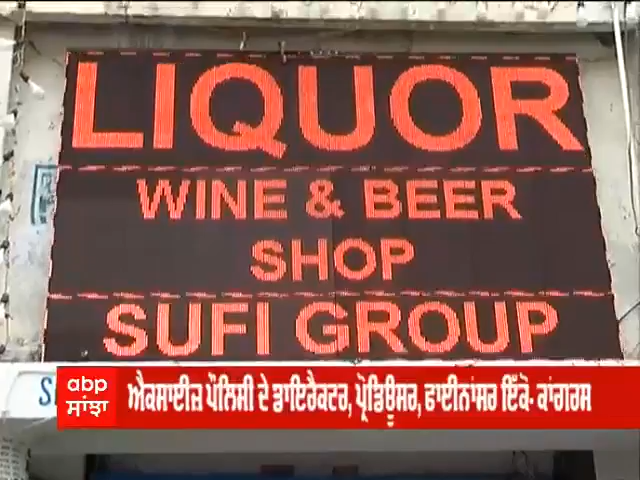 LIQUOR
WINE & BEER
SHOP
SUFI GROUP
abp ਸਾਂਝਾ
ਐਕਸਾਈਜ਼ ਪੌਲਿਸੀ ਦੇ ਡਾਇਰੈਕਟਰ, ਪ੍ਰੋਡਿਊਸਰ, ਫਾਈਨਾਂਸਰ ਇੱਕੋ- ਕਾਂਗਰਸ